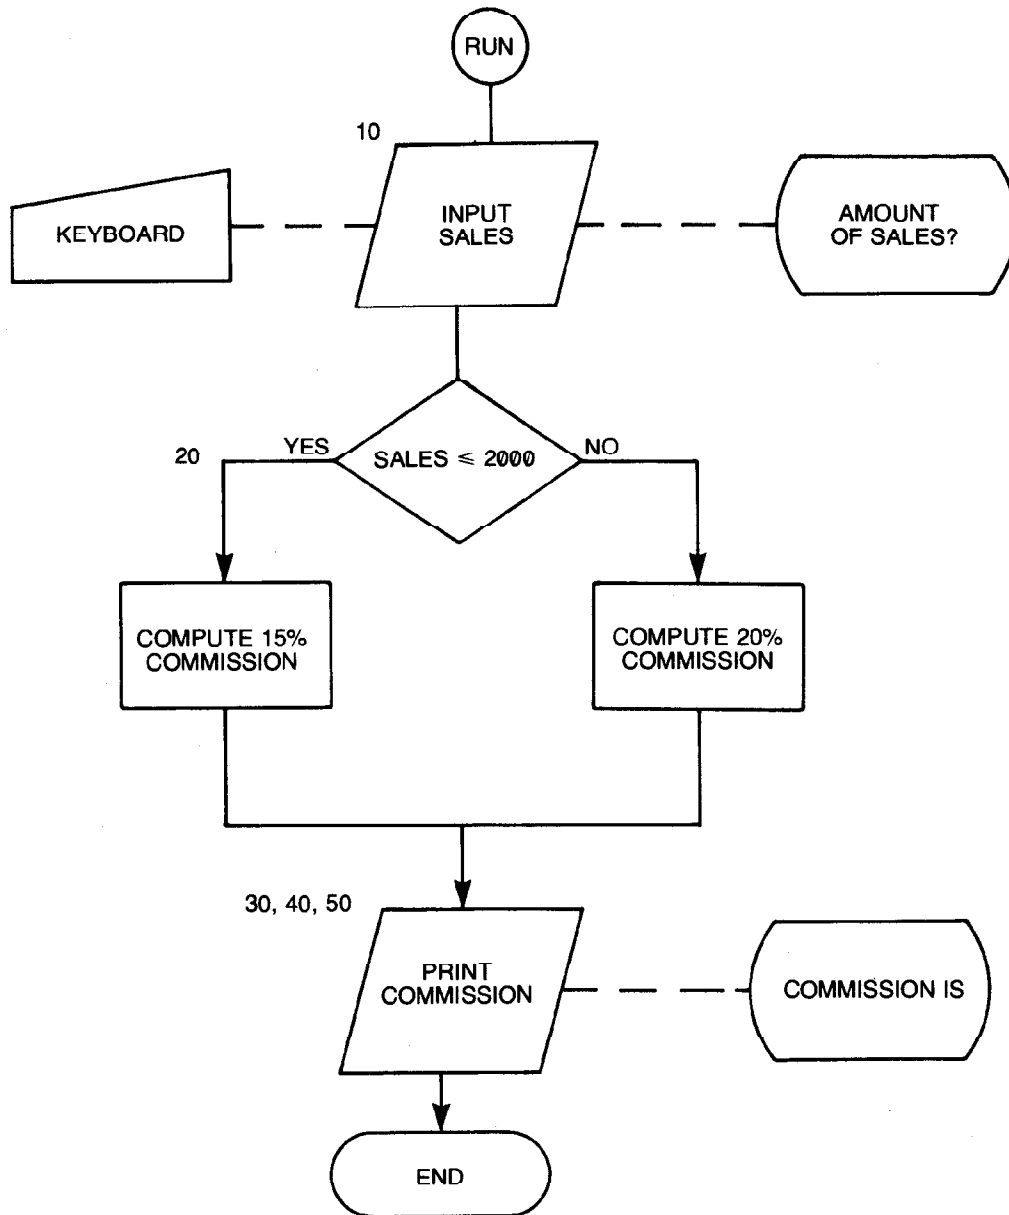 RUN
10
INPUT
SALES
KEYBOARD
AMOUNT
OF SALES?
20
YES
SALES ⩽ 2000
NO
COMPUTE 15%
COMMISSION
COMPUTE 20%
COMMISSION
30, 40, 50
PRINT
COMMISSION
COMMISSION IS
END